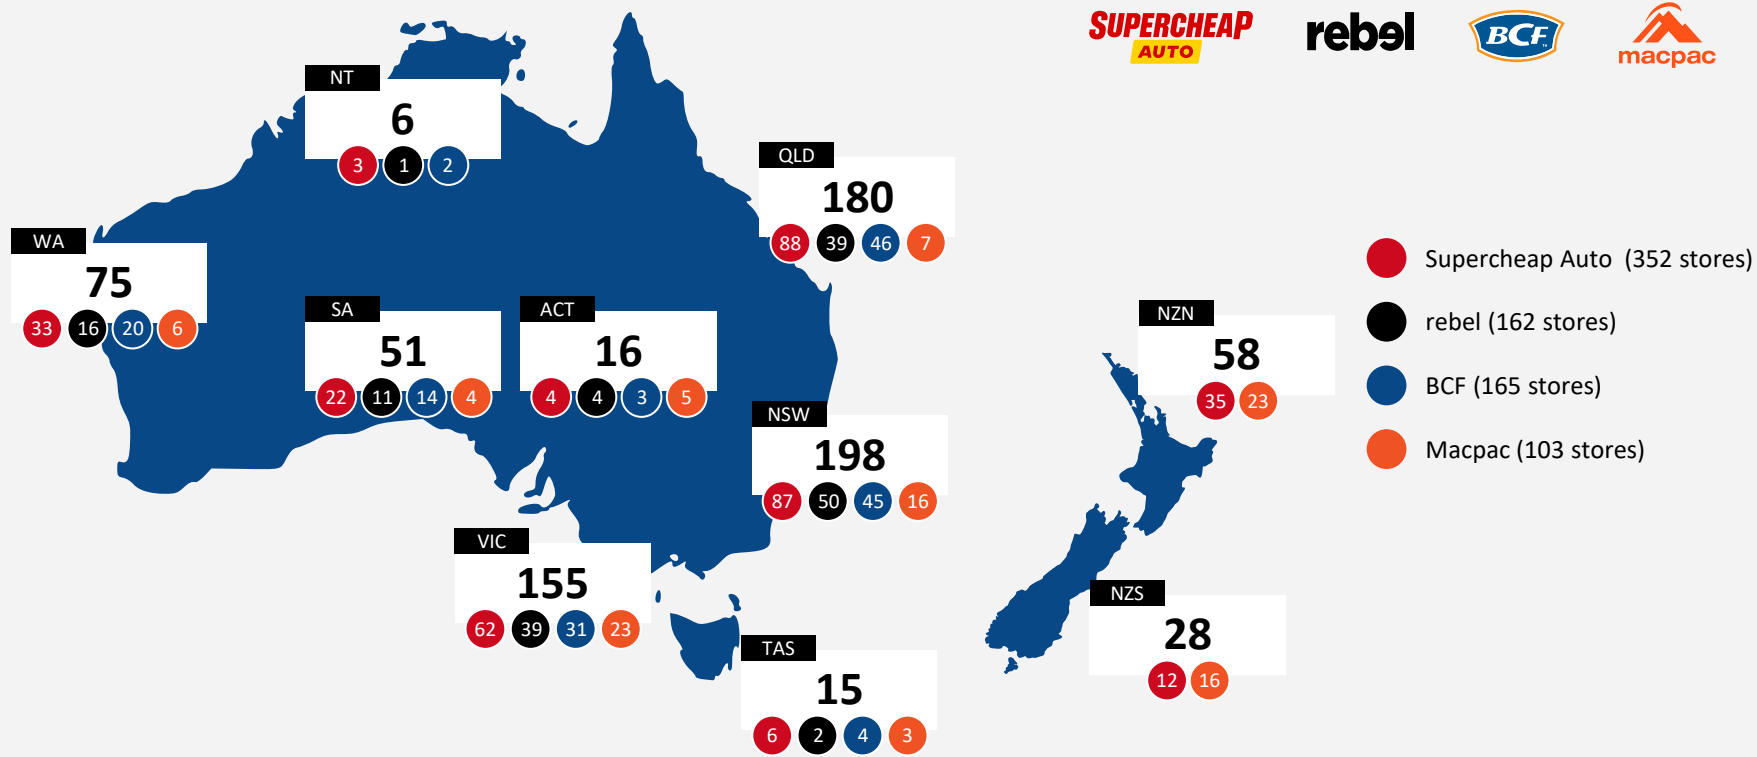 SUPERCHEAP
AUTO
rebel
BCF
macpac
NT
6
3 1 2
QLD
180
88 39 46 7
WA
75
33 16 20 6
SA
51
22 11 14 4
ACT
16
4 4 3 5
NSW
198
87 50 45 16
VIC
155
62 39 31 23
TAS
15
6 2 4 3
NZN
58
35 23
NZS
28
12 16
Supercheap Auto (352 stores)
rebel (162 stores)
BCF (165 stores)
Macpac (103 stores)